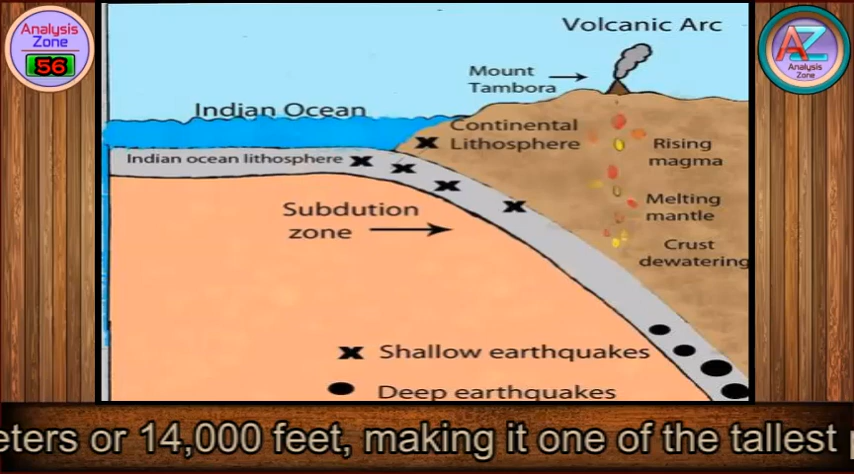 Analysis
Zone
56
Volcanic Arc
AZ
Analysis
Zone
Mount
Tambora
Indian Ocean
Continental
Lithosphere
Rising
magma
Indian ocean lithosphere
Melting
mantle
Subdution
zone
Crust
dewatering
Shallow earthquakes
Deep earthquakes
eters or 14,000 feet, making it one of the tallest